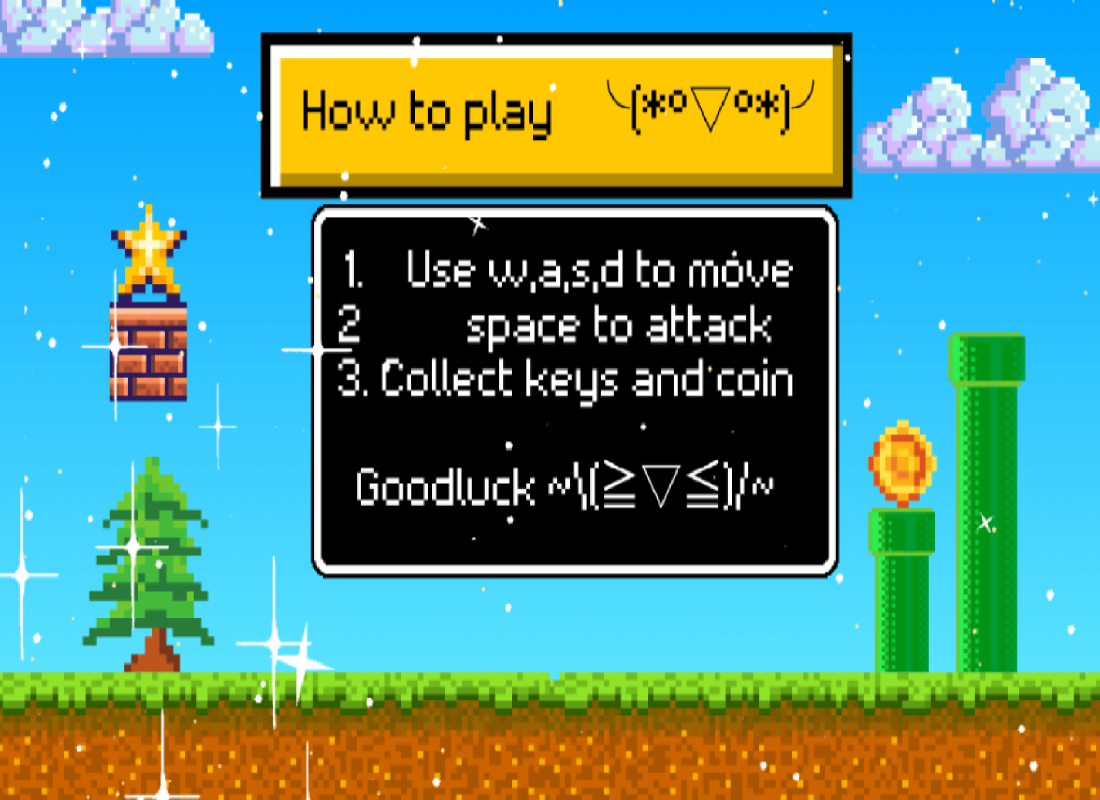 How to play ╰(*°▽°*)╯
1. Use w,a,s,d to move
2 space to attack
3. Collect keys and coin
Goodluck ~\(≧▽≦)/~